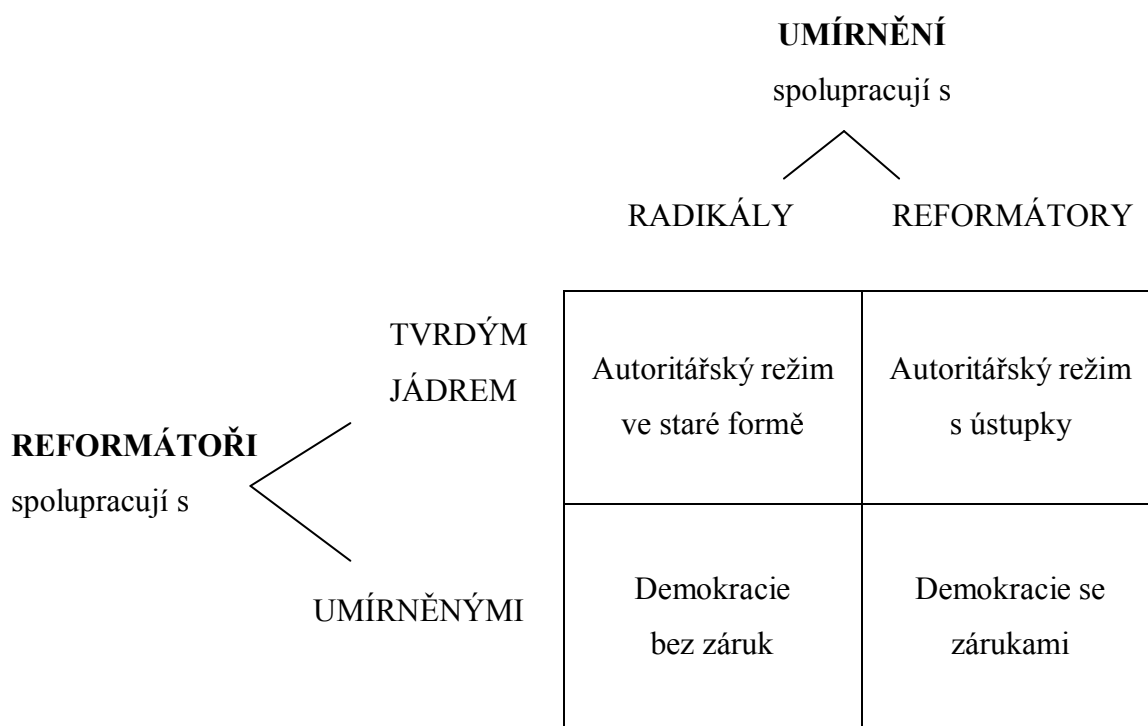 UMÍRNĚNÍ
spolupracují s
RADIKÁLY REFORMÁTORY
TVRDÝM
JÁDREM
Autoritářský režim
ve staré formě
Autoritářský režim
s ústupky
REFORMÁTOŘI
spolupracují s
UMÍRNĚNÝMI
Demokracie
bez záruk
Demokracie se
zárukami